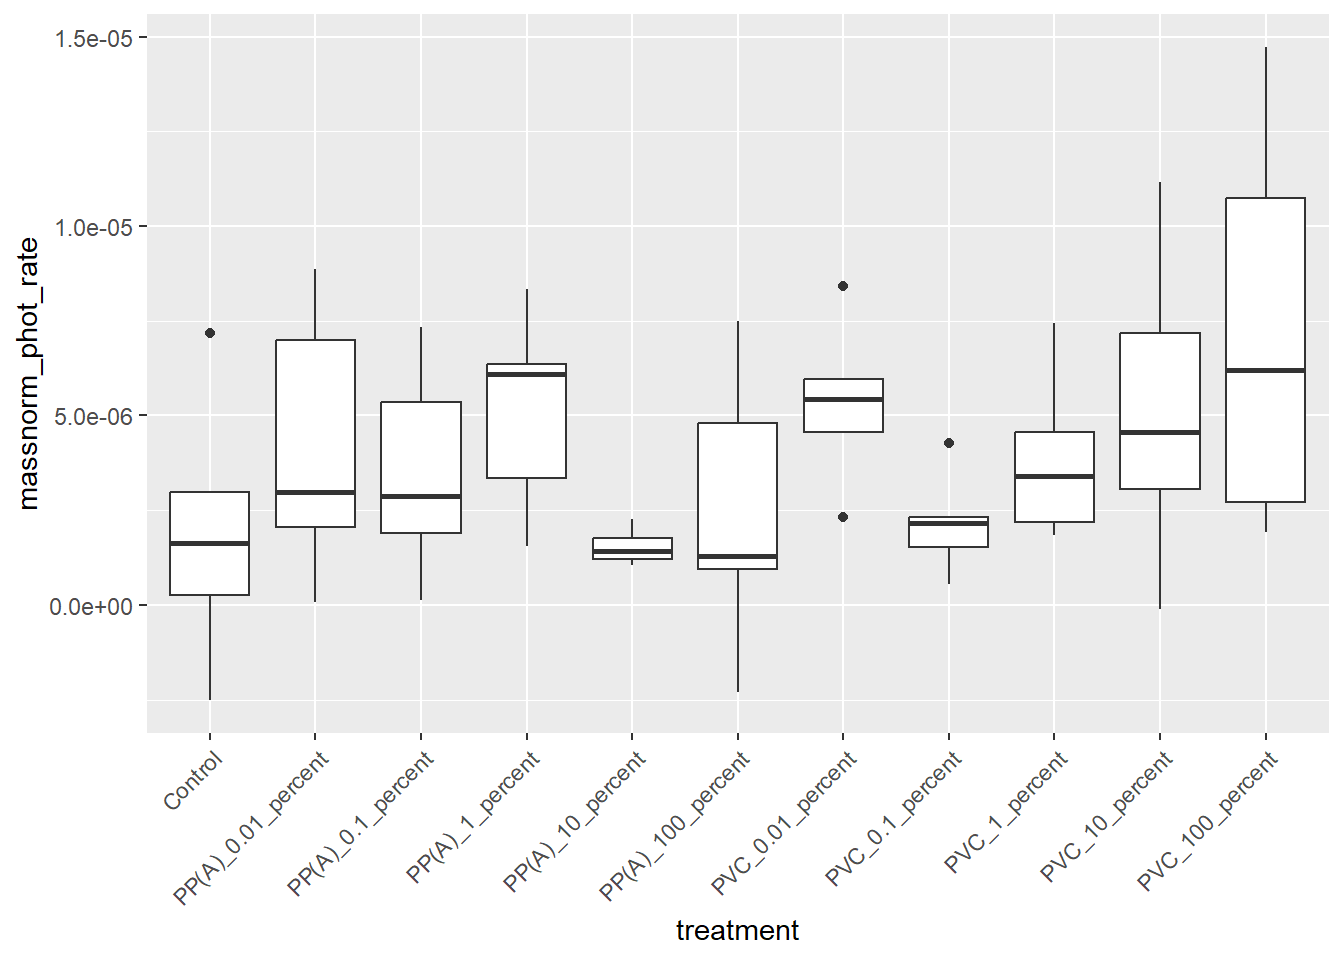 1.5e-05
1.0e-05
5.0e-06
0.0e+00
massnorm_phot_rate
Control
PP(A)_0.01_percent
PP(A)_0.1_percent
PP(A)_1_percent
PP(A)_10_percent
PP(A)_100_percent
PVC_0.01_percent
PVC_0.1_percent
PVC_1_percent
PVC_10_percent
PVC_100_percent
treatment